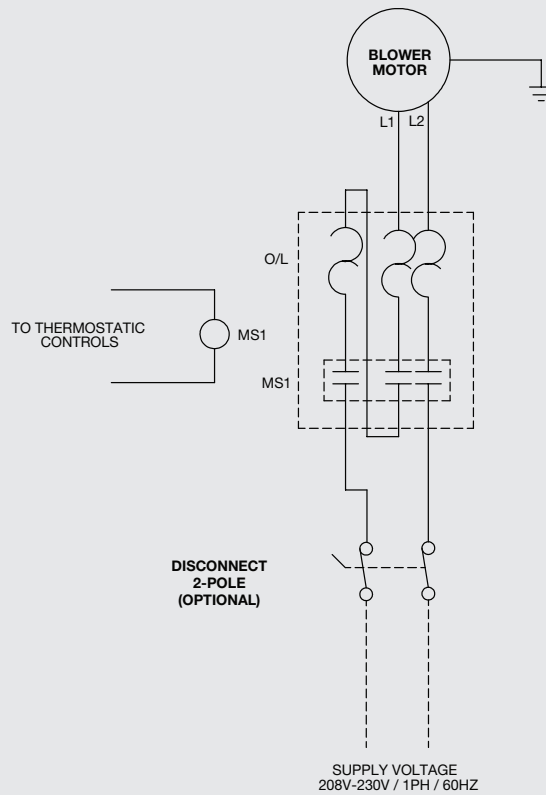 BLOWER
MOTOR
L1
L2
O/L
TO THERMOSTATIC
CONTROLS
MS1
MS1
DISCONNECT
2-POLE
(OPTIONAL)
SUPPLY VOLTAGE
208V-230V / 1PH / 60HZ